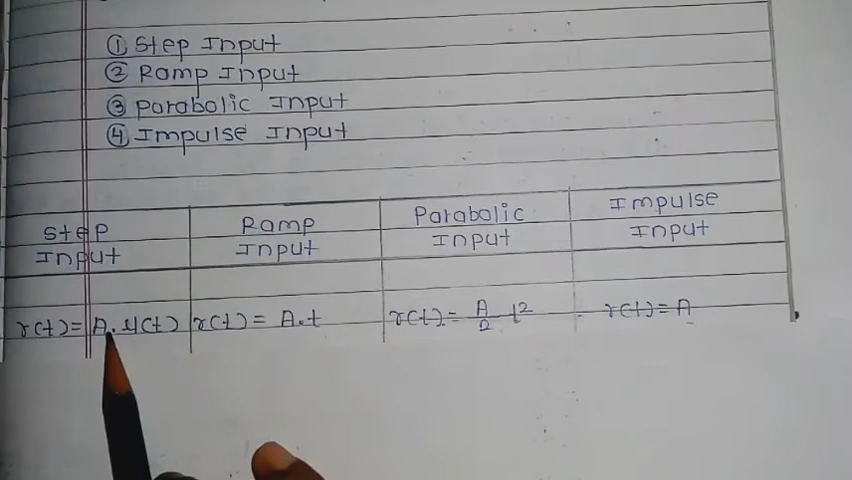 ① Step Input
② Ramp Input
③ Parabolic Input
④ Impulse Input
Step Input
Ramp Input
Parabolic Input
Impulse Input
r(t) = A.u(t)
r(t) = A.t
r(t) = A/2 t²
r(t) = A